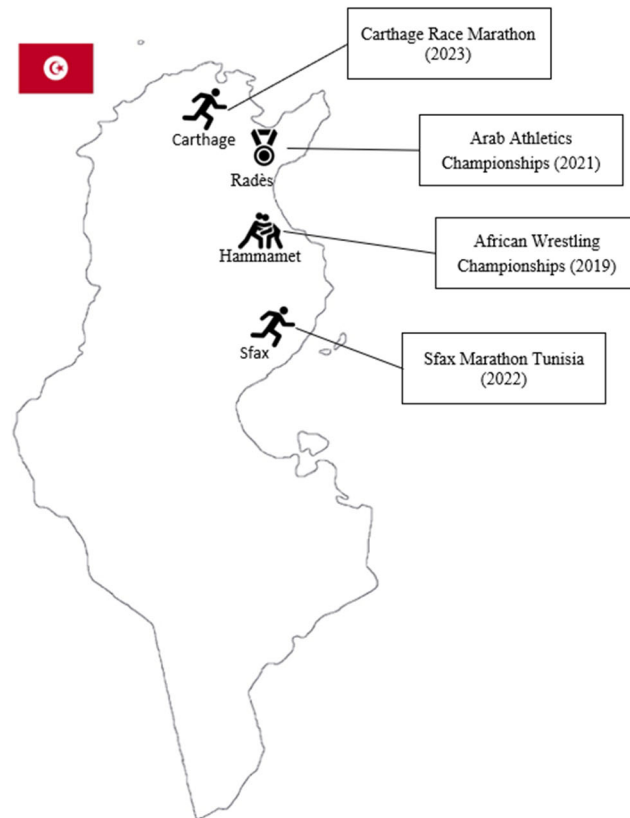 Carthage Race Marathon
(2023)
Carthage
Arab Athletics
Championships (2021)
Radès
African Wrestling
Championships (2019)
Hammamet
Sfax Marathon Tunisia
(2022)
Sfax